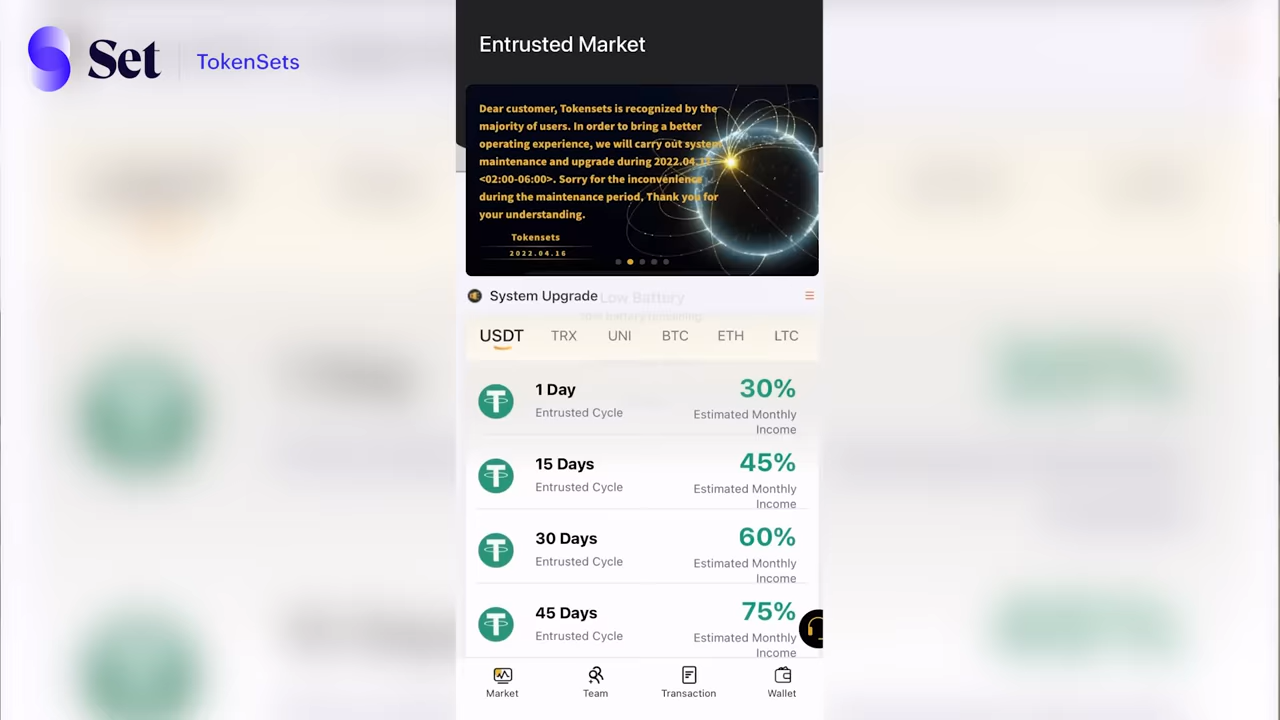 Set
TokenSets
Entrusted Market
Dear customer, Tokensets is recognized by the
majority of users. In order to bring a better
operating experience, we will carry out system
maintenance and upgrade during 2022.04.
<02:00-06:00>. Sorry for the inconvenience
during the maintenance period, Thank you for
your understanding.
Tokensets
2022.04.16
System Upgrade
Low Battery
USDT TRX UNI BTC ETH LTC
1 Day 30%
Entrusted Cycle Estimated Monthly
Income
15 Days 45%
Entrusted Cycle Estimated Monthly
Income
30 Days 60%
Entrusted Cycle Estimated Monthly
Income
45 Days 75%
Entrusted Cycle Estimated Monthly
Income
Market Team Transaction Wallet